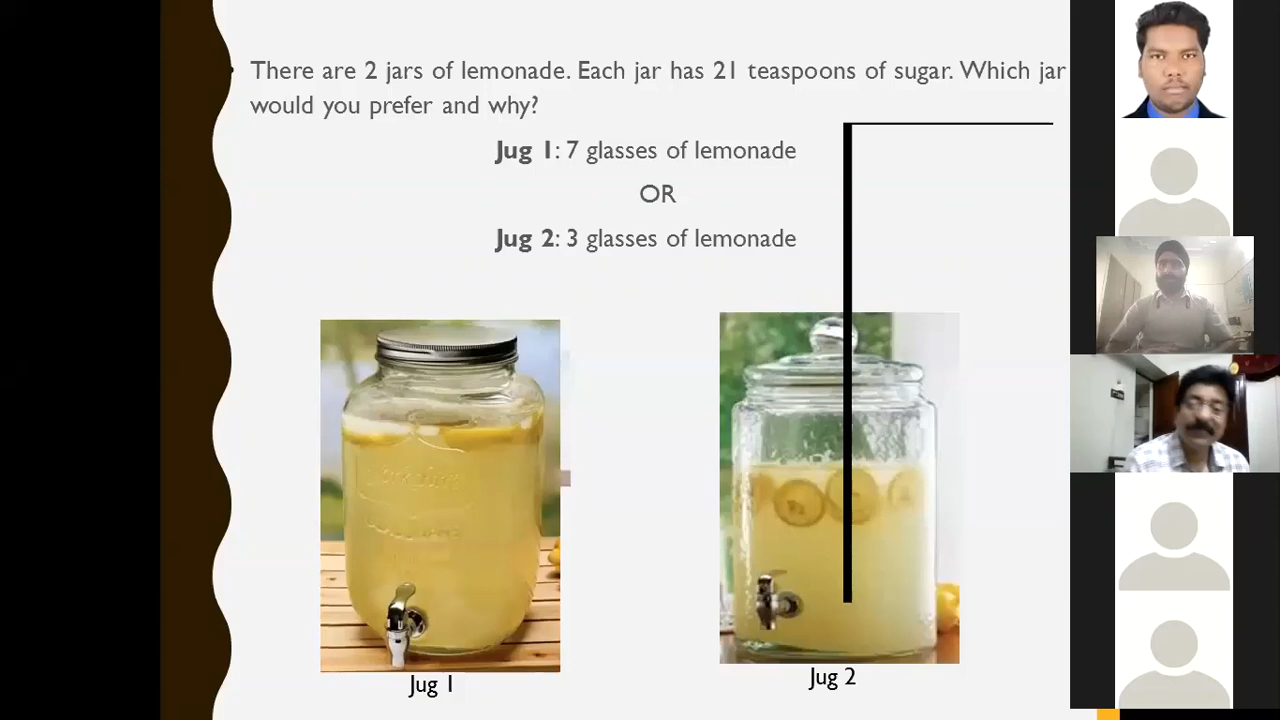 There are 2 jars of lemonade. Each jar has 21 teaspoons of sugar. Which jar
would you prefer and why?
Jug 1: 7 glasses of lemonade
OR
Jug 2: 3 glasses of lemonade
Jug 1
Jug 2